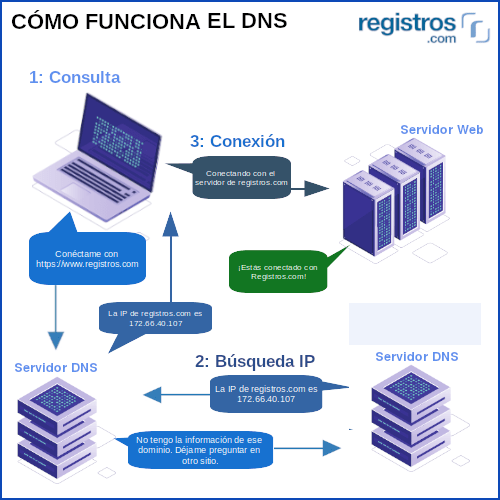 CÓMO FUNCIONA EL DNS
registros
.com
1: Consulta
3: Conexión
Servidor Web
Conectando con el
servidor de registros.com
Conéctame con
https://www.registros.com
¡Estás conectado con
Registros.com!
La IP de registros.com es
172.66.40.107
Servidor DNS
2: Búsqueda IP
Servidor DNS
La IP de registros.com es
172.66.40.107
No tengo la información de ese
dominio. Déjame preguntar en
otro sitio.